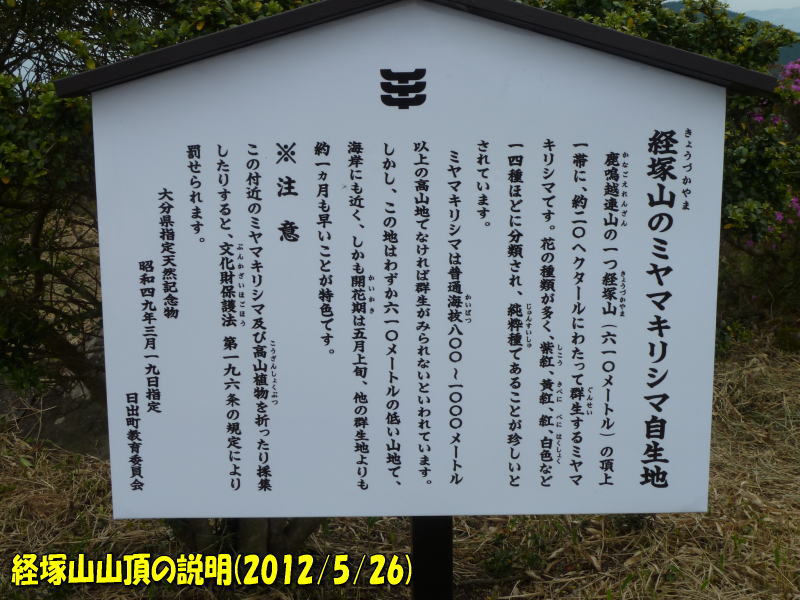 経塚山のミヤマキリシマ自生地
鹿鳴越連山の一つ経塚山(六一〇メートル)の頂上
一帯に、約二〇ヘクタールにわたって群生するミヤマ
キリシマです。花の種類が多く、紫紅、黄紅、紅、白色など
一四種ほどに分類され、純粋種であることが珍しいと
されています。
ミヤマキリシマは普通海抜八〇〇~一〇〇〇メートル
以上の高山地でなければ群生がみられないといわれています。
しかし、この地はわずか六一〇メートルの低い山地で、
海岸にも近く、しかも開花期は五月上旬、他の群生地よりも
約一ヵ月も早いことが特色です。
※注意
この付近のミヤマキリシマ及び高山植物を折ったり採集
したりすると、文化財保護法 第一九六条の規定により
罰せられます。
大分県指定天然記念物
昭和四九年三月一九日指定
日出町教育委員会
経塚山山頂の説明(2012/5/26)